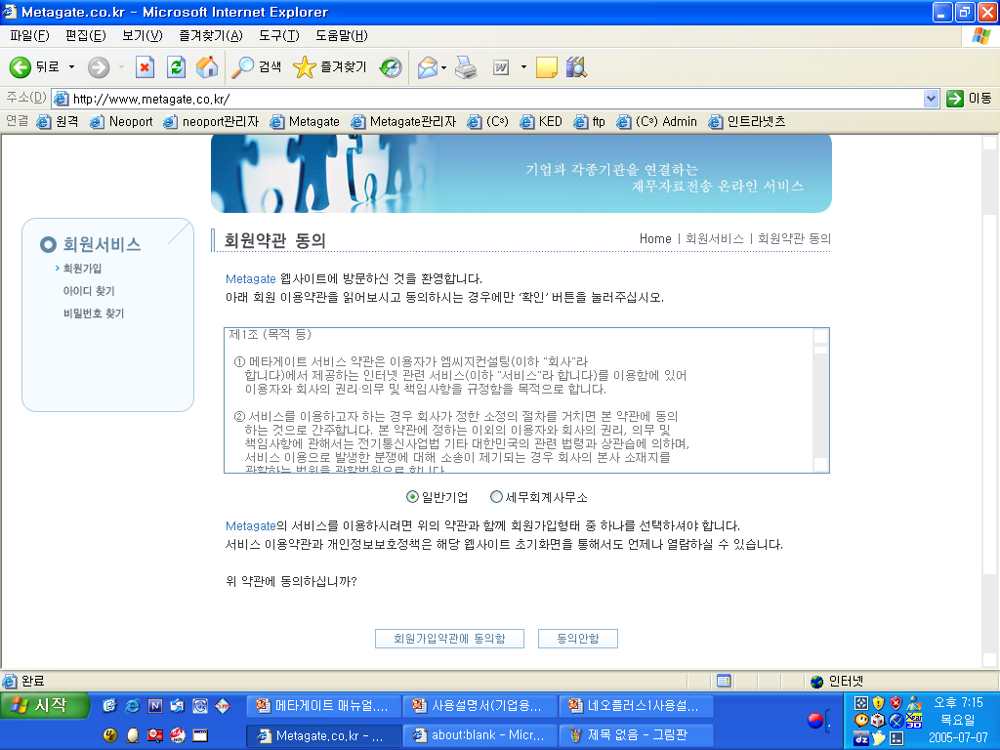 Metagate.co.kr - Microsoft Internet Explorer
파일(F) 편집(E) 보기(V) 즐겨찾기(A) 도구(T) 도움말(H)
뒤로 검색 즐겨찾기
주소(D) http://www.metagate.co.kr/ 이동
연결 원격 Neoport neoport관리자 Metagate Metagate관리자 (C³) KED ftp (C³) Admin 인트라넷츠
기업과 각종기관을 연결하는
재무자료전송 온라인 서비스
회원서비스
회원가입
아이디 찾기
비밀번호 찾기
회원약관 동의
Home | 회원서비스 | 회원약관 동의
Metagate 웹사이트에 방문하신 것을 환영합니다.
아래 회원 이용약관을 읽어보시고 동의하시는 경우에만 '확인' 버튼을 눌러주십시오.
제1조 (목적 등)
① 메타게이트 서비스 약관은 이용자가 엠씨지컨설팅(이하 "회사"라
합니다)에서 제공하는 인터넷 관련 서비스(이하 "서비스"라 합니다)를 이용함에 있어
이용자와 회사의 권리·의무 및 책임사항을 규정함을 목적으로 합니다.
② 서비스를 이용하고자 하는 경우 회사가 정한 소정의 절차를 거치면 본 약관에 동의
하는 것으로 간주합니다. 본 약관에 정하는 이외의 이용자와 회사의 권리, 의무 및
책임사항에 관해서는 전기통신사업법 기타 대한민국의 관련 법령과 상관습에 의하며,
서비스 이용으로 발생한 분쟁에 대해 소송이 제기되는 경우 회사의 본사 소재지를
관할하는 법원을 관할법원으로 합니다.
일반기업 세무회계사무소
Metagate의 서비스를 이용하시려면 위의 약관과 함께 회원가입형태 중 하나를 선택하셔야 합니다.
서비스 이용약관과 개인정보보호정책은 해당 웹사이트 초기화면을 통해서도 언제나 열람하실 수 있습니다.
위 약관에 동의하십니까?
회원가입약관에 동의함 동의안함
완료 인터넷
시작 메타게이트 매뉴얼,... 사용설명서(기업용... 네오플러스1사용설... 오후 7:15
목요일
Metagate.co.kr - ... about:blank - Micr... 제목 없음 - 그림판 2005-07-07